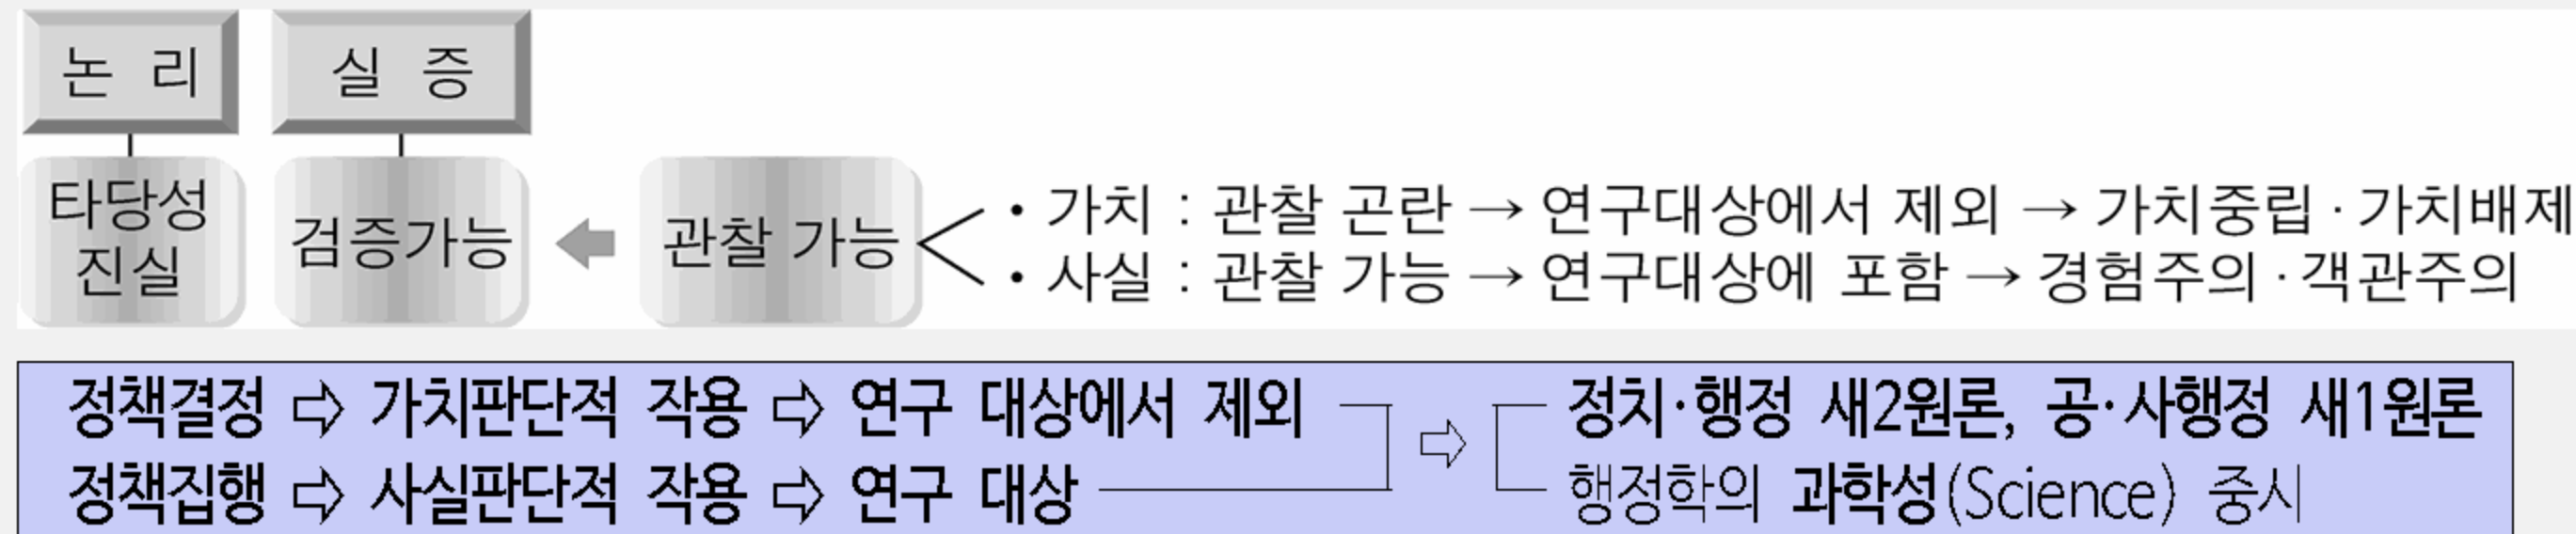 논 리
실 증
타당성
진실
검증가능
관찰 가능
• 가치 : 관찰 곤란 → 연구대상에서 제외 → 가치중립 · 가치배제
• 사실 : 관찰 가능 → 연구대상에 포함 → 경험주의 · 객관주의
정책결정 ⇨ 가치판단적 작용 ⇨ 연구 대상에서 제외
정책집행 ⇨ 사실판단적 작용 ⇨ 연구 대상
⇨
정치·행정 새2원론, 공·사행정 새1원론
행정학의 과학성(Science) 중시